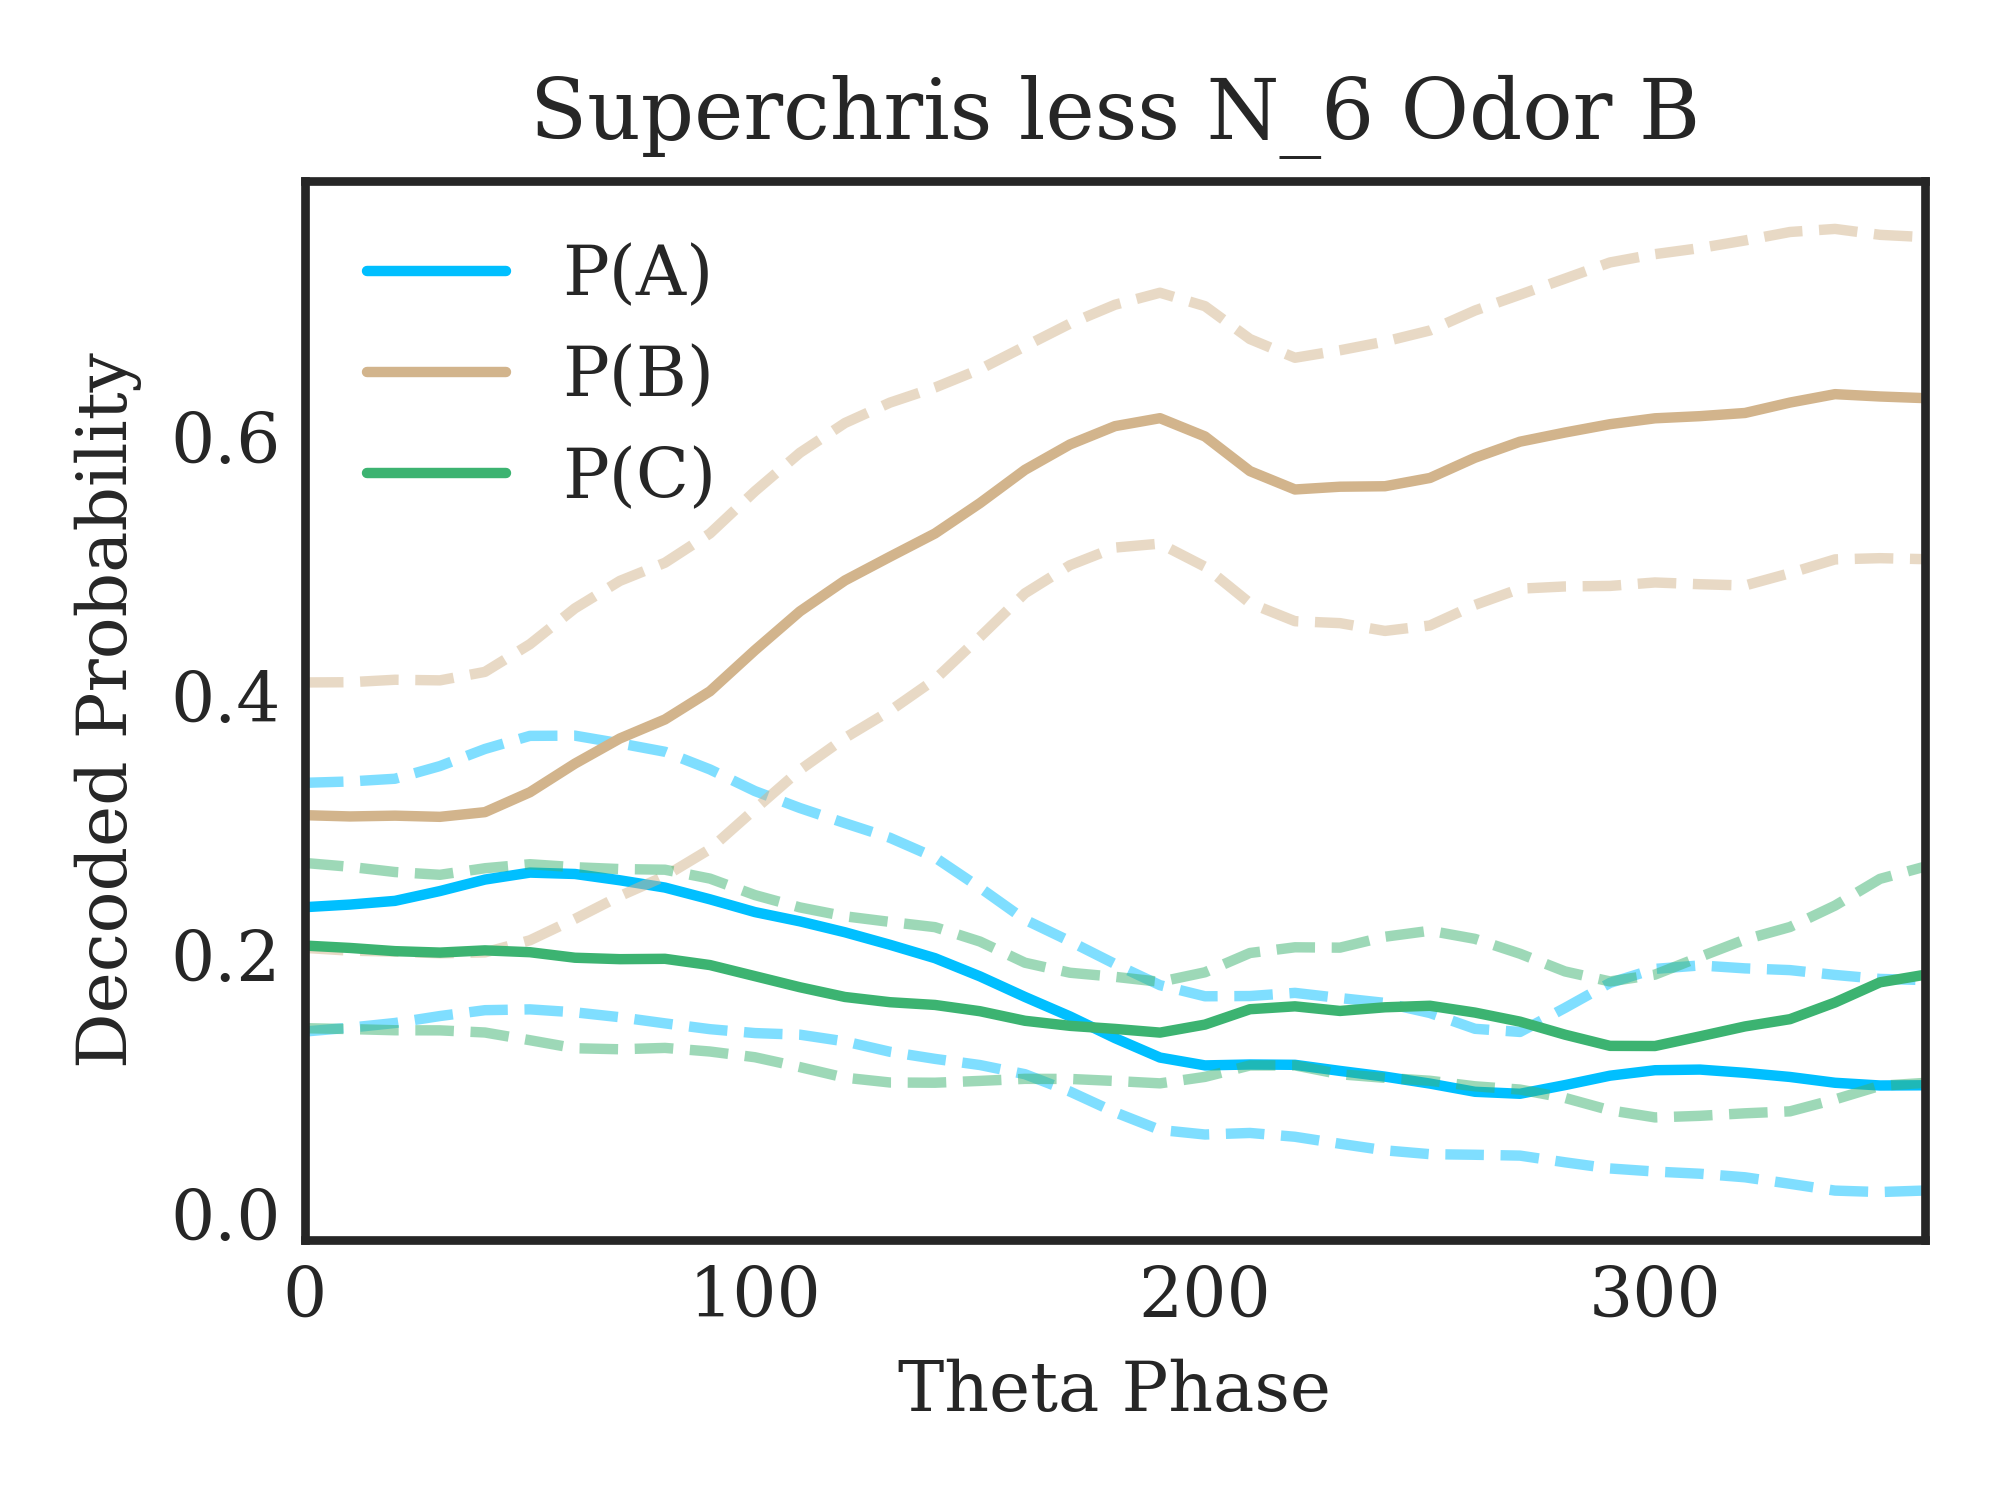 Superchris less N_6 Odor B
P(A)
P(B)
P(C)
Decoded Probability
0.6
0.4
0.2
0.0
0 100 200 300
Theta Phase